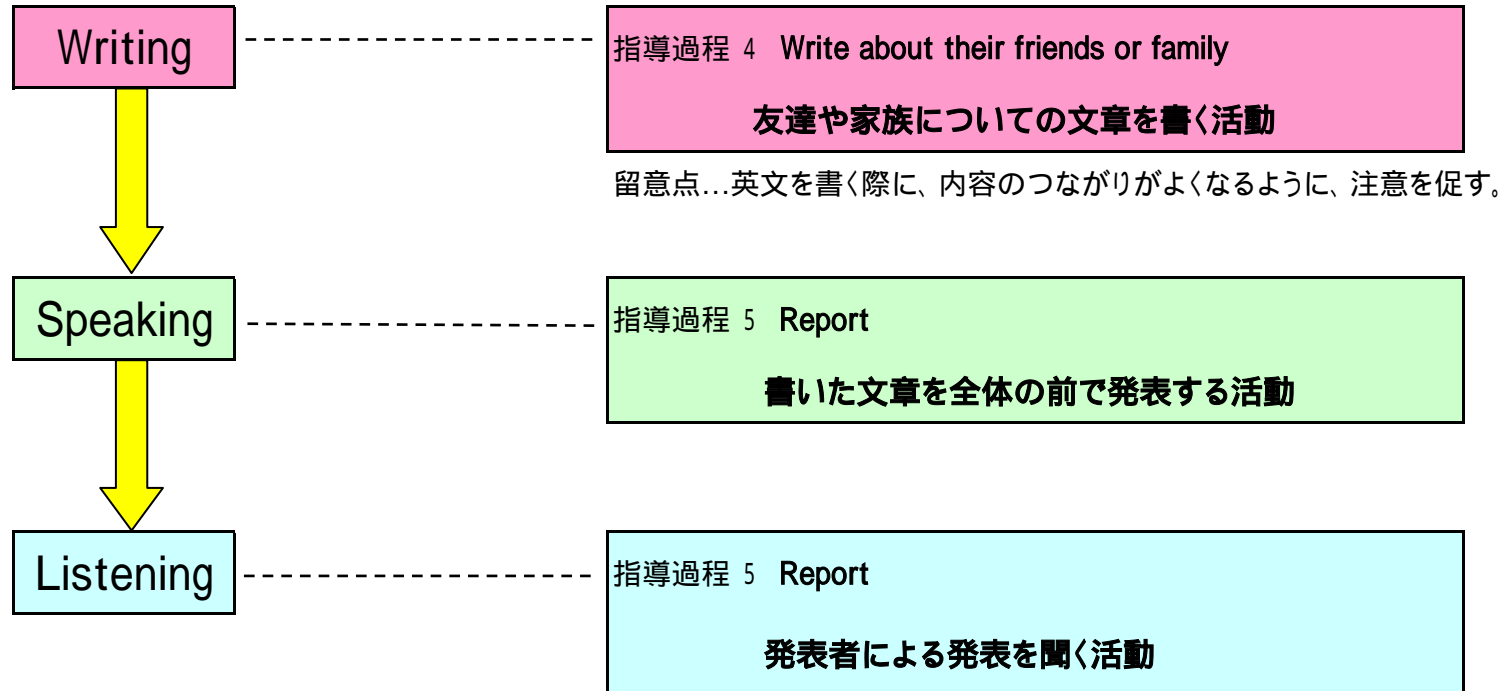 Writing
指導過程 4 Write about their friends or family
友達や家族についての文章を書く活動
留意点…英文を書く際に、内容のつながりがよくなるように、注意を促す。
Speaking
指導過程 5 Report
書いた文章を全体の前で発表する活動
Listening
指導過程 5 Report
発表者による発表を聞く活動